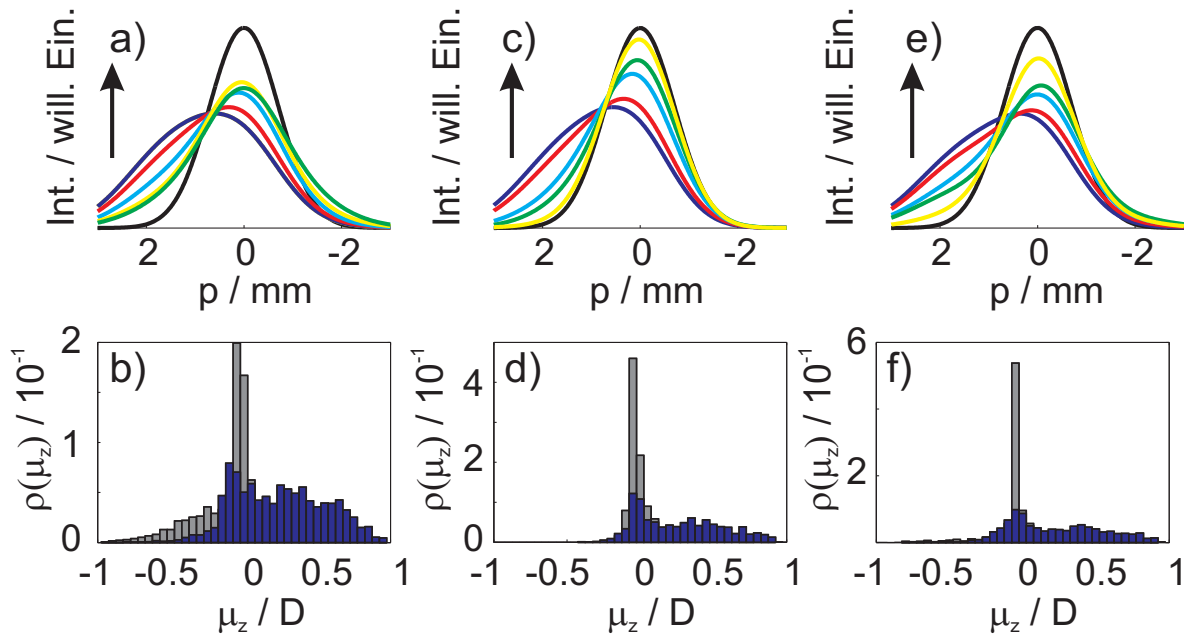 a)
Int. / will. Ein.
2 0 -2
p / mm
c)
Int. / will. Ein.
2 0 -2
p / mm
e)
Int. / will. Ein.
2 0 -2
p / mm
b)
ρ(μz) / 10⁻¹
2
1
0
-1 -0.5 0 0.5 1
μz / D
d)
ρ(μz) / 10⁻¹
4
2
0
-1 -0.5 0 0.5 1
μz / D
f)
ρ(μz) / 10⁻¹
6
2
-1 -0.5 0 0.5 1
μz / D